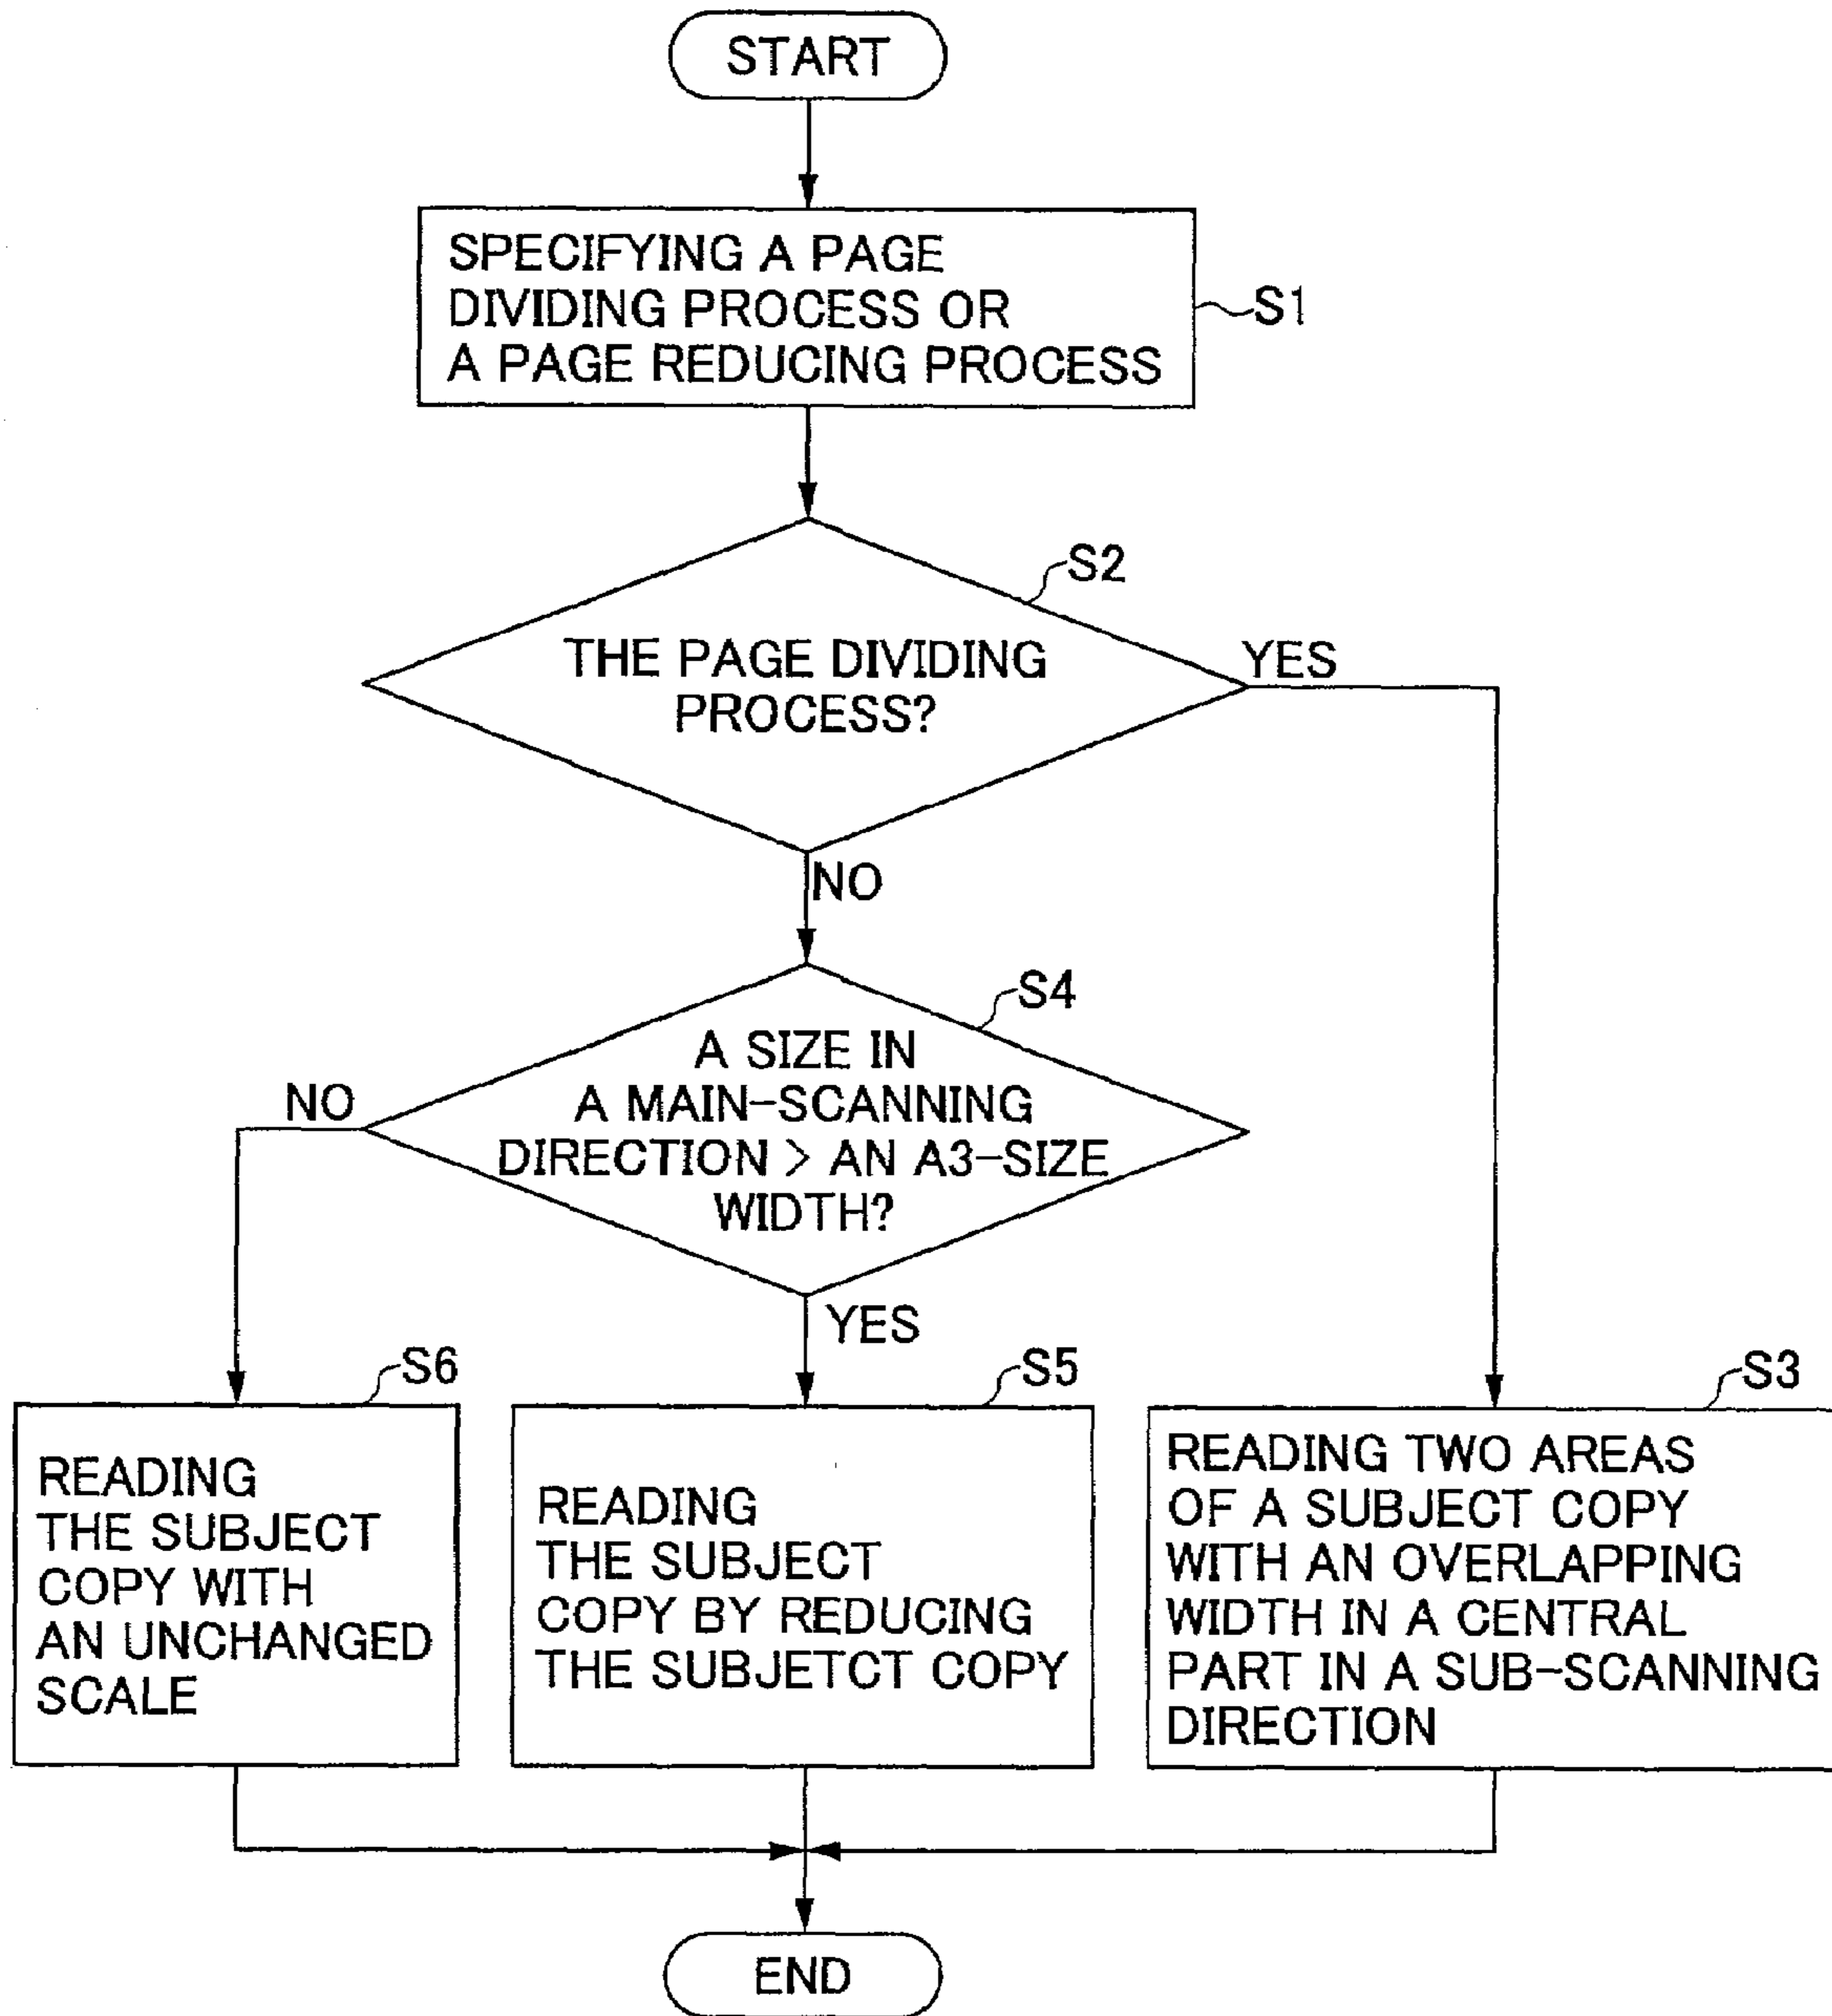 START
SPECIFYING A PAGE
DIVIDING PROCESS OR
A PAGE REDUCING PROCESS
S1
S2
THE PAGE DIVIDING
PROCESS?
YES
NO
S4
A SIZE IN
A MAIN-SCANNING
DIRECTION > AN A3-SIZE
WIDTH?
NO
YES
S6
READING
THE SUBJECT
COPY WITH
AN UNCHANGED
SCALE
S5
READING
THE SUBJECT
COPY BY REDUCING
THE SUBJETCT COPY
S3
READING TWO AREAS
OF A SUBJECT COPY
WITH AN OVERLAPPING
WIDTH IN A CENTRAL
PART IN A SUB-SCANNING
DIRECTION
END